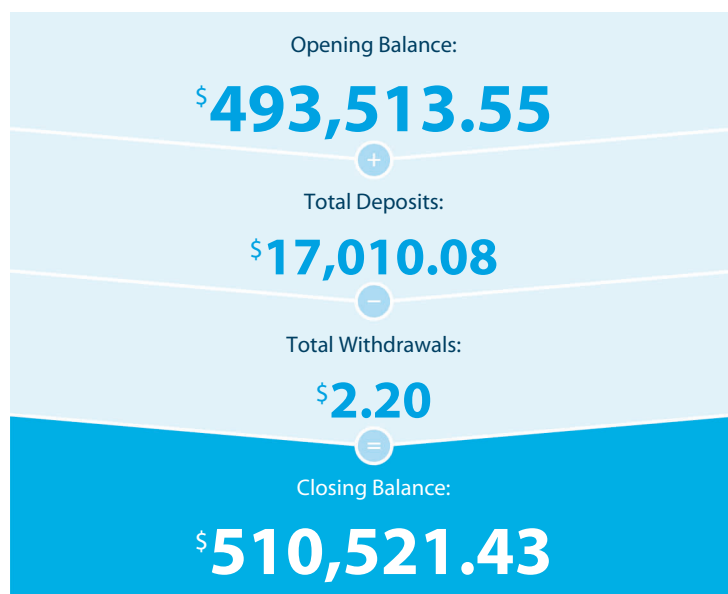 Opening Balance:
$493,513.55
+
Total Deposits:
$17,010.08
−
Total Withdrawals:
$2.20
=
Closing Balance:
$510,521.43